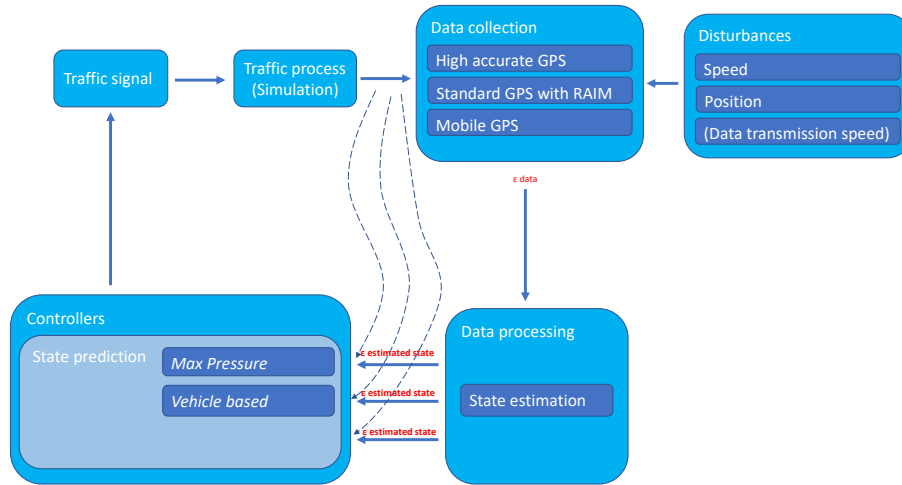 Data collection
High accurate GPS
Standard GPS with RAIM
Mobile GPS
Disturbances
Speed
Position
(Data transmission speed)
Traffic signal
Traffic process
(Simulation)
ε data
Controllers
State prediction
Max Pressure
Vehicle based
ε estimated state
ε estimated state
ε estimated state
Data processing
State estimation